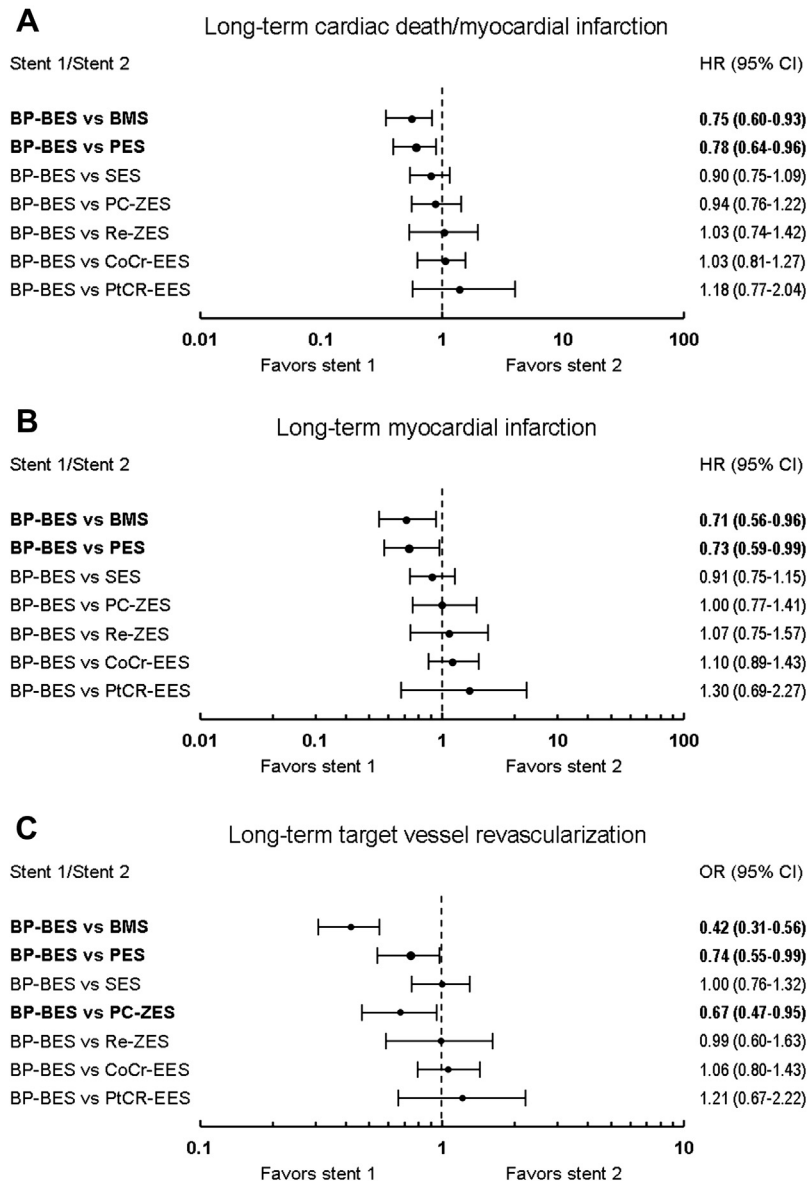 A
Long-term cardiac death/myocardial infarction
Stent 1/Stent 2 HR (95% CI)
BP-BES vs BMS 0.75 (0.60-0.93)
BP-BES vs PES 0.78 (0.64-0.96)
BP-BES vs SES 0.90 (0.75-1.09)
BP-BES vs PC-ZES 0.94 (0.76-1.22)
BP-BES vs Re-ZES 1.03 (0.74-1.42)
BP-BES vs CoCr-EES 1.03 (0.81-1.27)
BP-BES vs PtCR-EES 1.18 (0.77-2.04)
0.01 0.1 1 10 100
Favors stent 1 Favors stent 2
B
Long-term myocardial infarction
Stent 1/Stent 2 HR (95% CI)
BP-BES vs BMS 0.71 (0.56-0.96)
BP-BES vs PES 0.73 (0.59-0.99)
BP-BES vs SES 0.91 (0.75-1.15)
BP-BES vs PC-ZES 1.00 (0.77-1.41)
BP-BES vs Re-ZES 1.07 (0.75-1.57)
BP-BES vs CoCr-EES 1.10 (0.89-1.43)
BP-BES vs PtCR-EES 1.30 (0.69-2.27)
0.01 0.1 1 10 100
Favors stent 1 Favors stent 2
C
Long-term target vessel revascularization
Stent 1/Stent 2 OR (95% CI)
BP-BES vs BMS 0.42 (0.31-0.56)
BP-BES vs PES 0.74 (0.55-0.99)
BP-BES vs SES 1.00 (0.76-1.32)
BP-BES vs PC-ZES 0.67 (0.47-0.95)
BP-BES vs Re-ZES 0.99 (0.60-1.63)
BP-BES vs CoCr-EES 1.06 (0.80-1.43)
BP-BES vs PtCR-EES 1.21 (0.67-2.22)
0.1 1 10
Favors stent 1 Favors stent 2